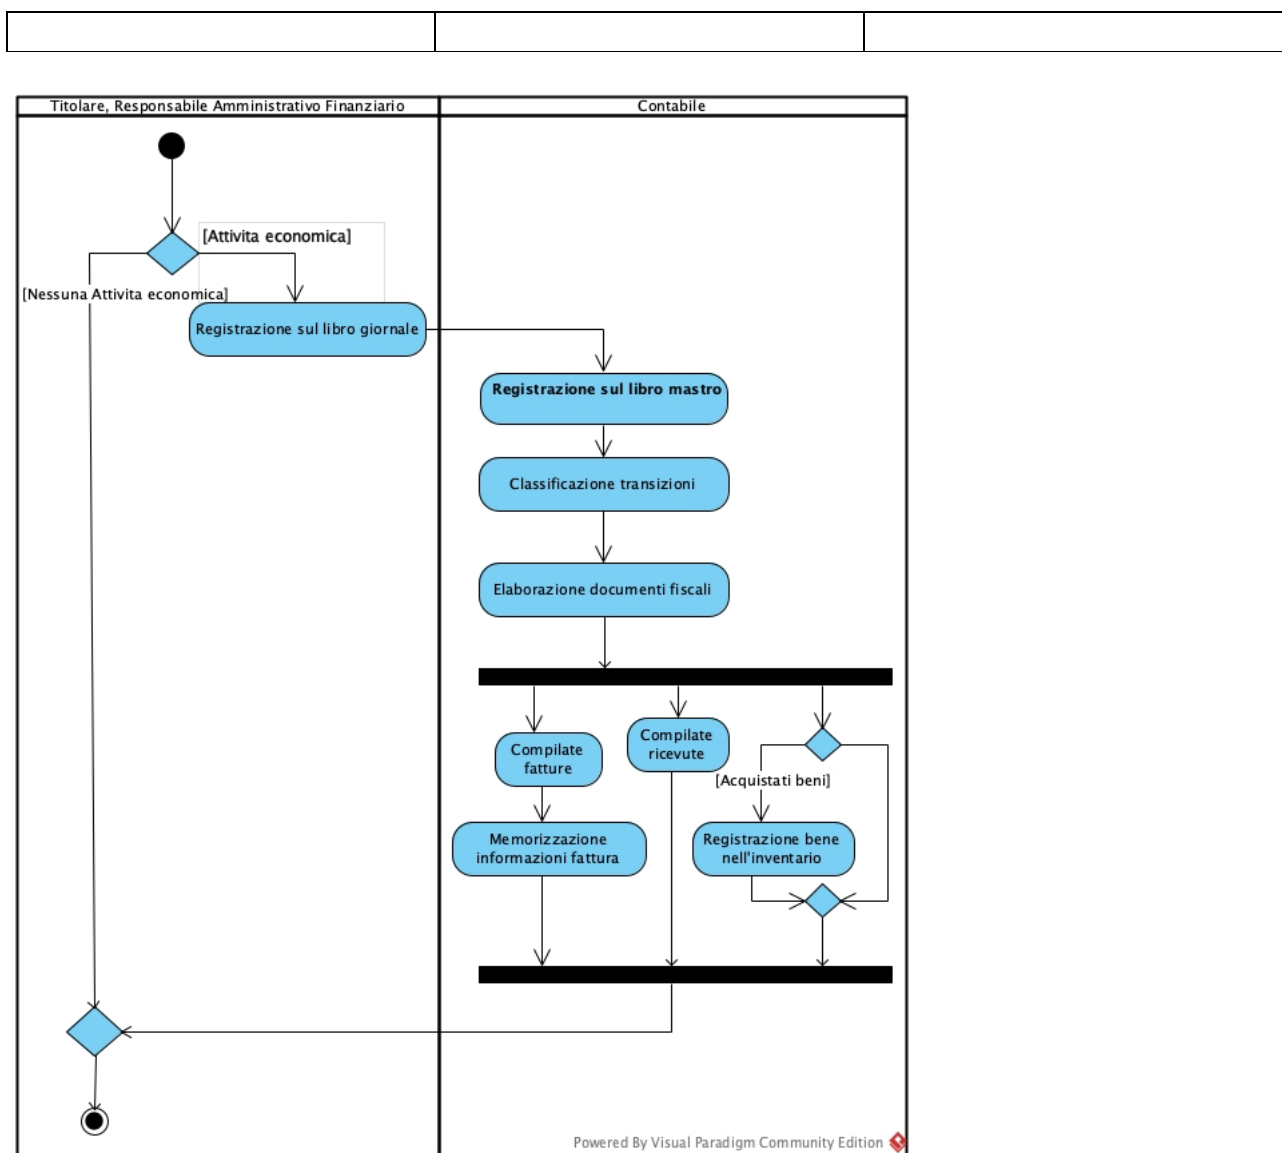 Titolare, Responsabile Amministrativo Finanziario
Contabile
[Attivita economica]
[Nessuna Attivita economica]
Registrazione sul libro giornale
Registrazione sul libro mastro
Classificazione transizioni
Elaborazione documenti fiscali
Compilate
fatture
Compilate
ricevute
[Acquistati beni]
Memorizzazione
informazioni fattura
Registrazione bene
nell'inventario
Powered By Visual Paradigm Community Edition